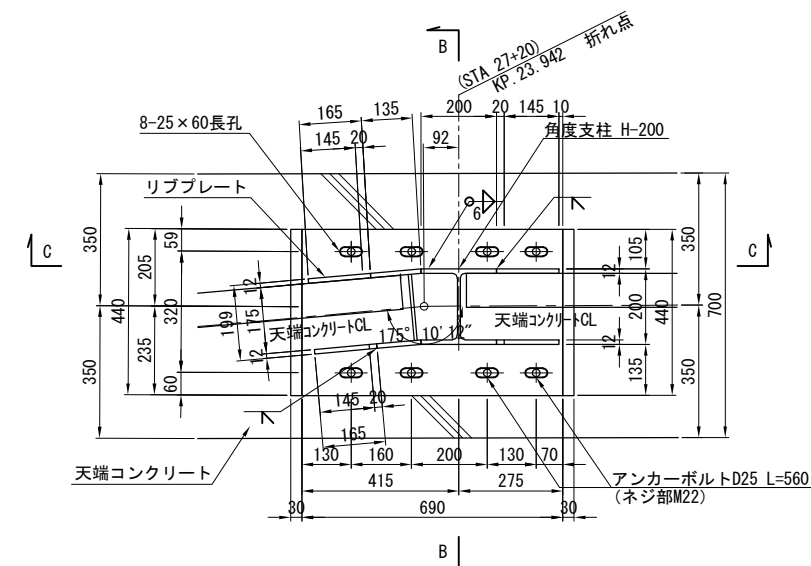 B
(STA 27+20)
KP.23.942 折れ点
165
135
200
20
145
10
8-25×60長孔
145
20
92
角度支柱 H-200
リブプレート
6
C
350
59
205
440
320
235
60
350
12
199
175
12
天端コンクリートCL
175° 10' 12"
天端コンクリートCL
105
12
200
440
12
135
350
700
350
C
145
20
165
130
160
200
130
70
天端コンクリート
415
275
アンカーボルトD25 L=560
(ネジ部M22)
30
690
30
B